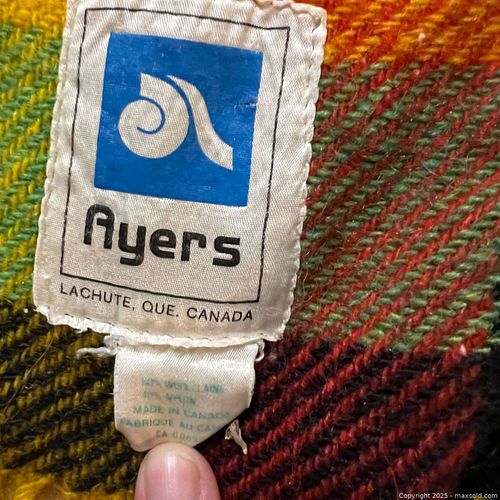 Ayers
LACHUTE, QUE. CANADA
WOOL LAINE
NYLON
MADE IN CANADA
FABRIQUE AU
CA
Copyright 2025 - maxsold.com